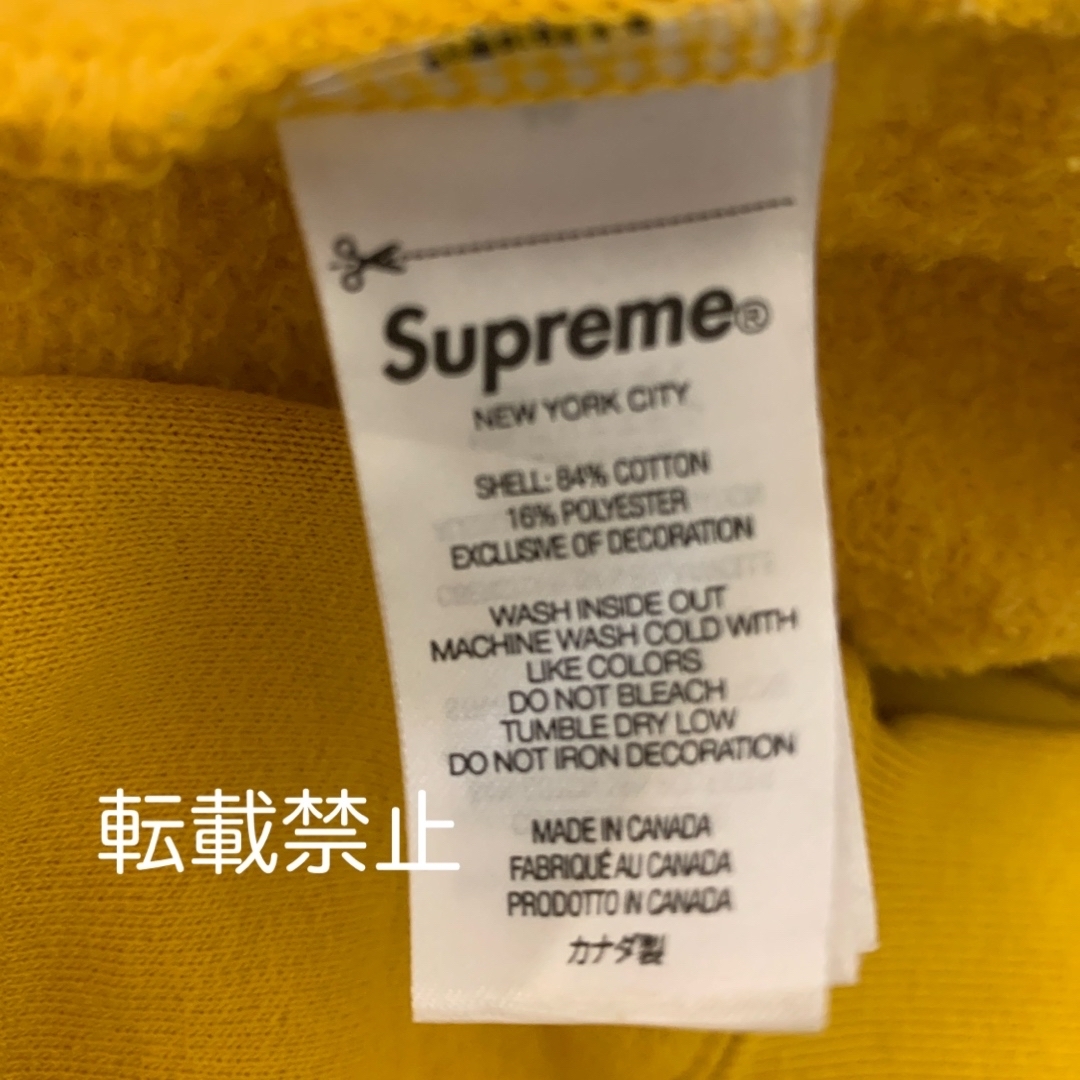 Supreme®
NEW YORK CITY
SHELL: 84% COTTON
16% POLYESTER
EXCLUSIVE OF DECORATION
WASH INSIDE OUT
MACHINE WASH COLD WITH
LIKE COLORS
DO NOT BLEACH
TUMBLE DRY LOW
DO NOT IRON DECORATION
転載禁止
MADE IN CANADA
FABRIQUÉ AU CANADA
PRODOTTO IN CANADA
カナダ製